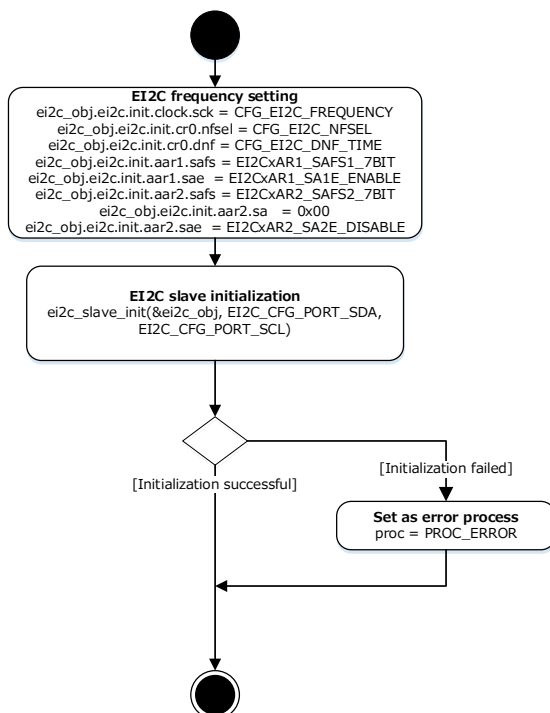 EI2C frequency setting
ei2c_obj.ei2c.init.clock.sck = CFG_EI2C_FREQUENCY
ei2c_obj.ei2c.init.cr0.nfsel = CFG_EI2C_NFSEL
ei2c_obj.ei2c.init.cr0.dnf = CFG_EI2C_DNF_TIME
ei2c_obj.ei2c.init.aar1.safs = EI2CxAR1_SAFS1_7BIT
ei2c_obj.ei2c.init.aar1.sae = EI2CxAR1_SA1E_ENABLE
ei2c_obj.ei2c.init.aar2.safs = EI2CxAR2_SAFS2_7BIT
ei2c_obj.ei2c.init.aar2.sa = 0x00
ei2c_obj.ei2c.init.aar2.sae = EI2CxAR2_SA2E_DISABLE
EI2C slave initialization
ei2c_slave_init(&ei2c_obj, EI2C_CFG_PORT_SDA,
EI2C_CFG_PORT_SCL)
[Initialization failed]
[Initialization successful]
Set as error process
proc = PROC_ERROR